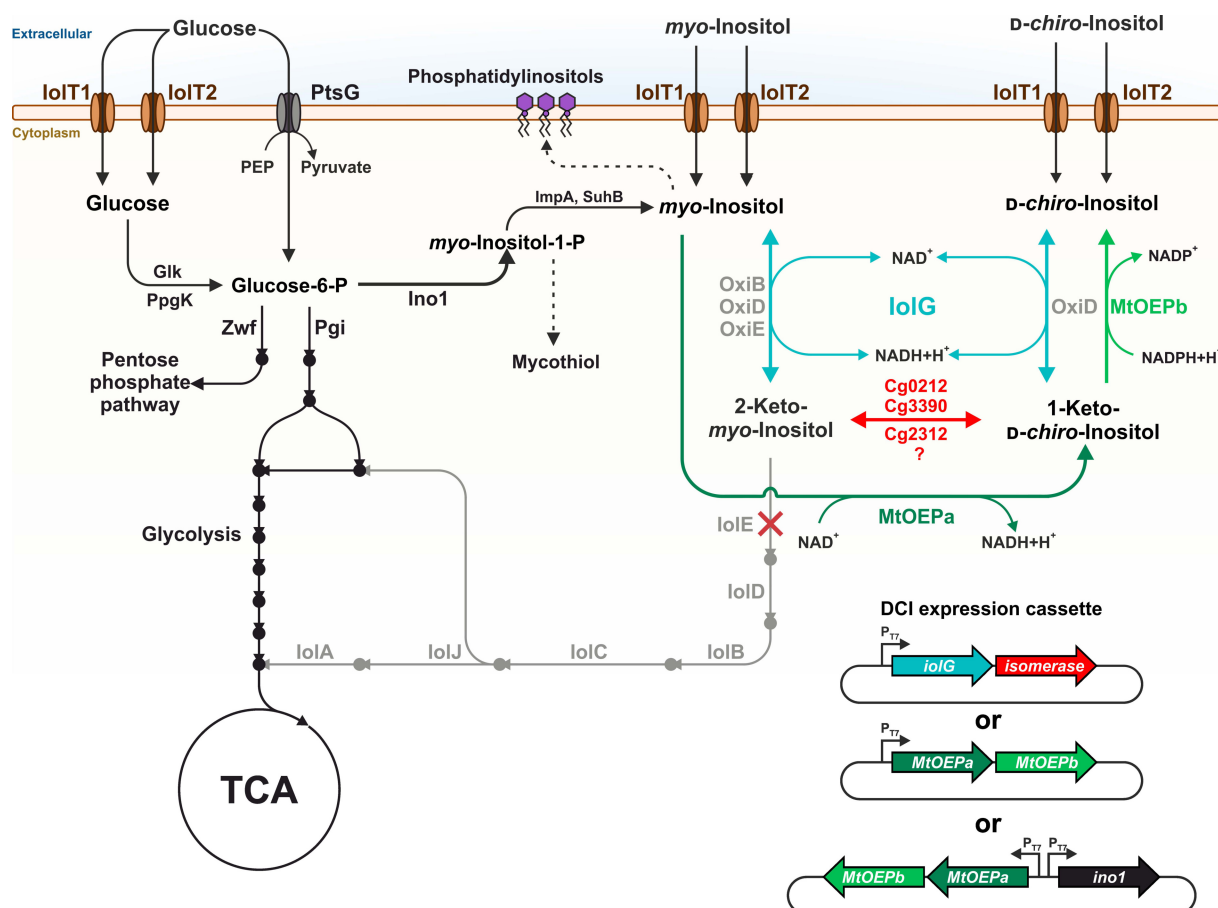 Extracellular
Glucose
myo-Inositol
D-chiro-Inositol
IolT1
IolT2
PtsG
Phosphatidylinositols
IolT1
IolT2
IolT1
IolT2
Cytoplasm
PEP
Pyruvate
Glucose
ImpA, SuhB
myo-Inositol
D-chiro-Inositol
myo-Inositol-1-P
Glk
PpgK
Glucose-6-P
Ino1
NAD+
NADP+
OxiB
OxiD
OxiE
IolG
OxiD
MtOEPb
Zwf
Pgi
NADH+H+
NADPH+H+
Mycothiol
Pentose
phosphate
pathway
Cg0212
Cg3390
Cg2312
?
2-Keto-
myo-Inositol
1-Keto-
D-chiro-Inositol
MtOEPa
IolE
NAD+
NADH+H+
Glycolysis
IolD
DCI expression cassette
IolA
IolJ
IolC
IolB
PT7
iolG
isomerase
or
PT7
MtOEPa
MtOEPb
TCA
or
PT7
PT7
MtOEPb
MtOEPa
ino1